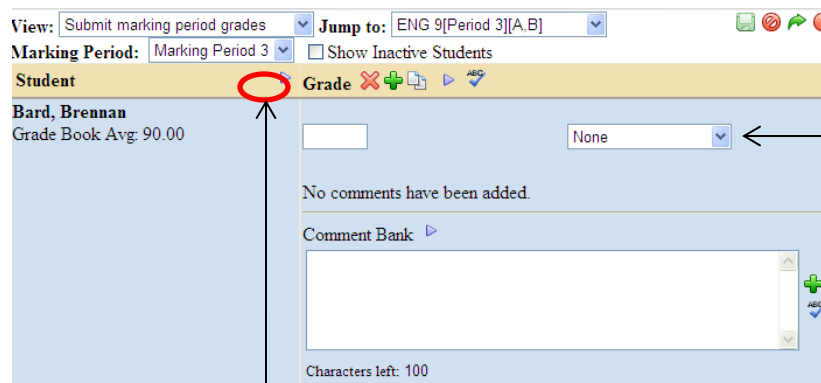 View: Submit marking period grades Jump to: ENG 9[Period 3][A,B]
Marking Period: Marking Period 3 Show Inactive Students
Student Grade ABC
Bard, Brennan
Grade Book Avg: 90.00
None
No comments have been added.
Comment Bank
ABC
Characters left: 100